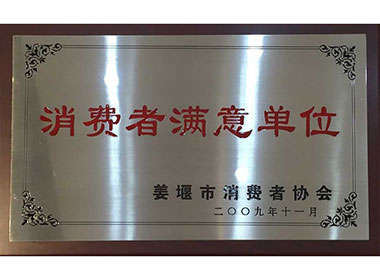 消费者满意单位
姜堰市消费者协会
二〇〇九年十一月